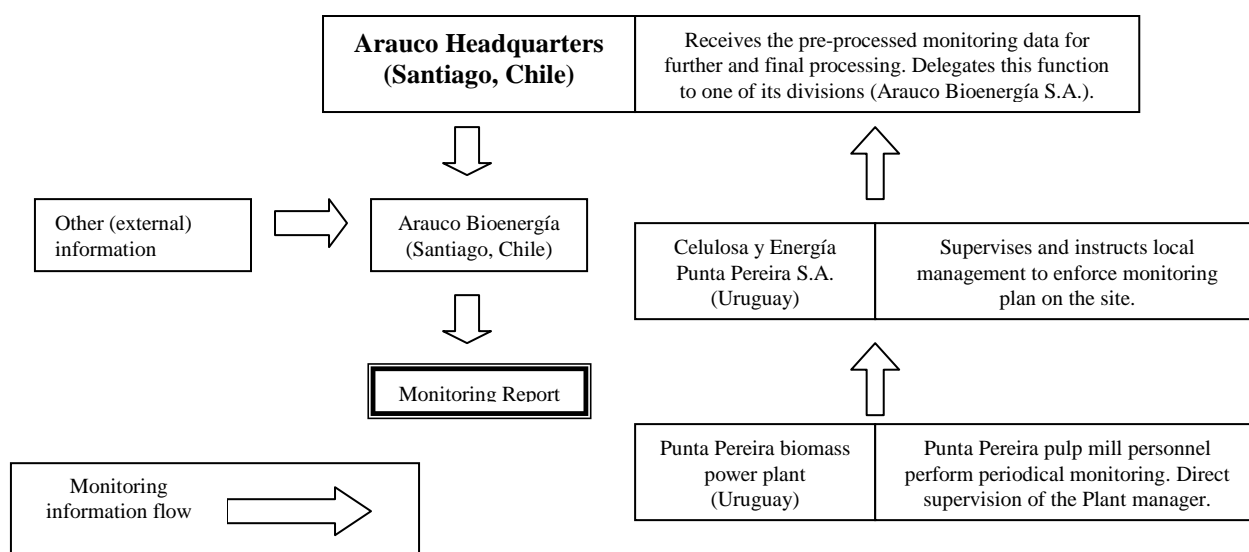 Arauco Headquarters
(Santiago, Chile)
Receives the pre-processed monitoring data for
further and final processing. Delegates this function
to one of its divisions (Arauco Bioenergía S.A.).
Other (external)
information
Arauco Bioenergía
(Santiago, Chile)
Celulosa y Energía
Punta Pereira S.A.
(Uruguay)
Supervises and instructs local
management to enforce monitoring
plan on the site.
Monitoring Report
Punta Pereira biomass
power plant
(Uruguay)
Punta Pereira pulp mill personnel
perform periodical monitoring. Direct
supervision of the Plant manager.
Monitoring
information flow